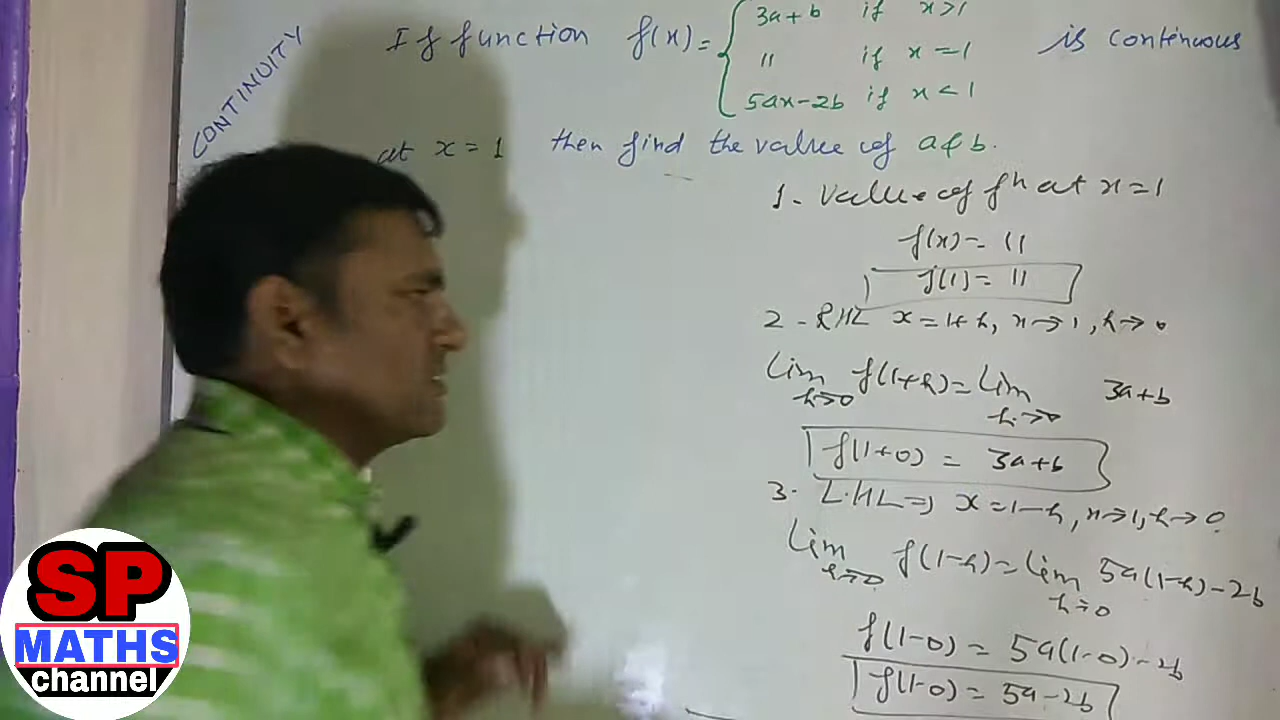 CONTINUITY
If function f(x) = { 3a+b if x>1
11 if x=1
5ax-2b if x<1
is continuous
at x=1 then find the value of a & b.
1- Value of fn at x=1
f(x)= 11
f(1)= 11
2-RHL x=1+h, x→1, h→0
Lim h→0 f(1+h)= Lim h→0 3a+b
f(1+0) = 3a+b
3- L.HL⇒ x=1-h, x→1, h→0
Lim h→0 f(1-h)= Lim h→0 5a(1-h)-2b
f(1-0) = 5a(1-0)-2b
f(1-0) = 5a-2b
SP
MATHS
channel